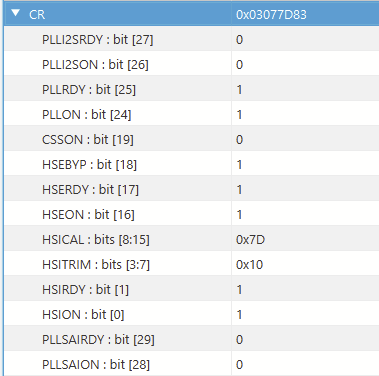 CR 0x03077D83
PLLI2SRDY : bit [27] 0
PLLI2SON : bit [26] 0
PLLRDY : bit [25] 1
PLLON : bit [24] 1
CSSON : bit [19] 0
HSEBYP : bit [18] 1
HSERDY : bit [17] 1
HSEON : bit [16] 1
HSICAL : bits [8:15] 0x7D
HSITRIM : bits [3:7] 0x10
HSIRDY : bit [1] 1
HSION : bit [0] 1
PLLSAIRDY : bit [29] 0
PLLSAION : bit [28] 0